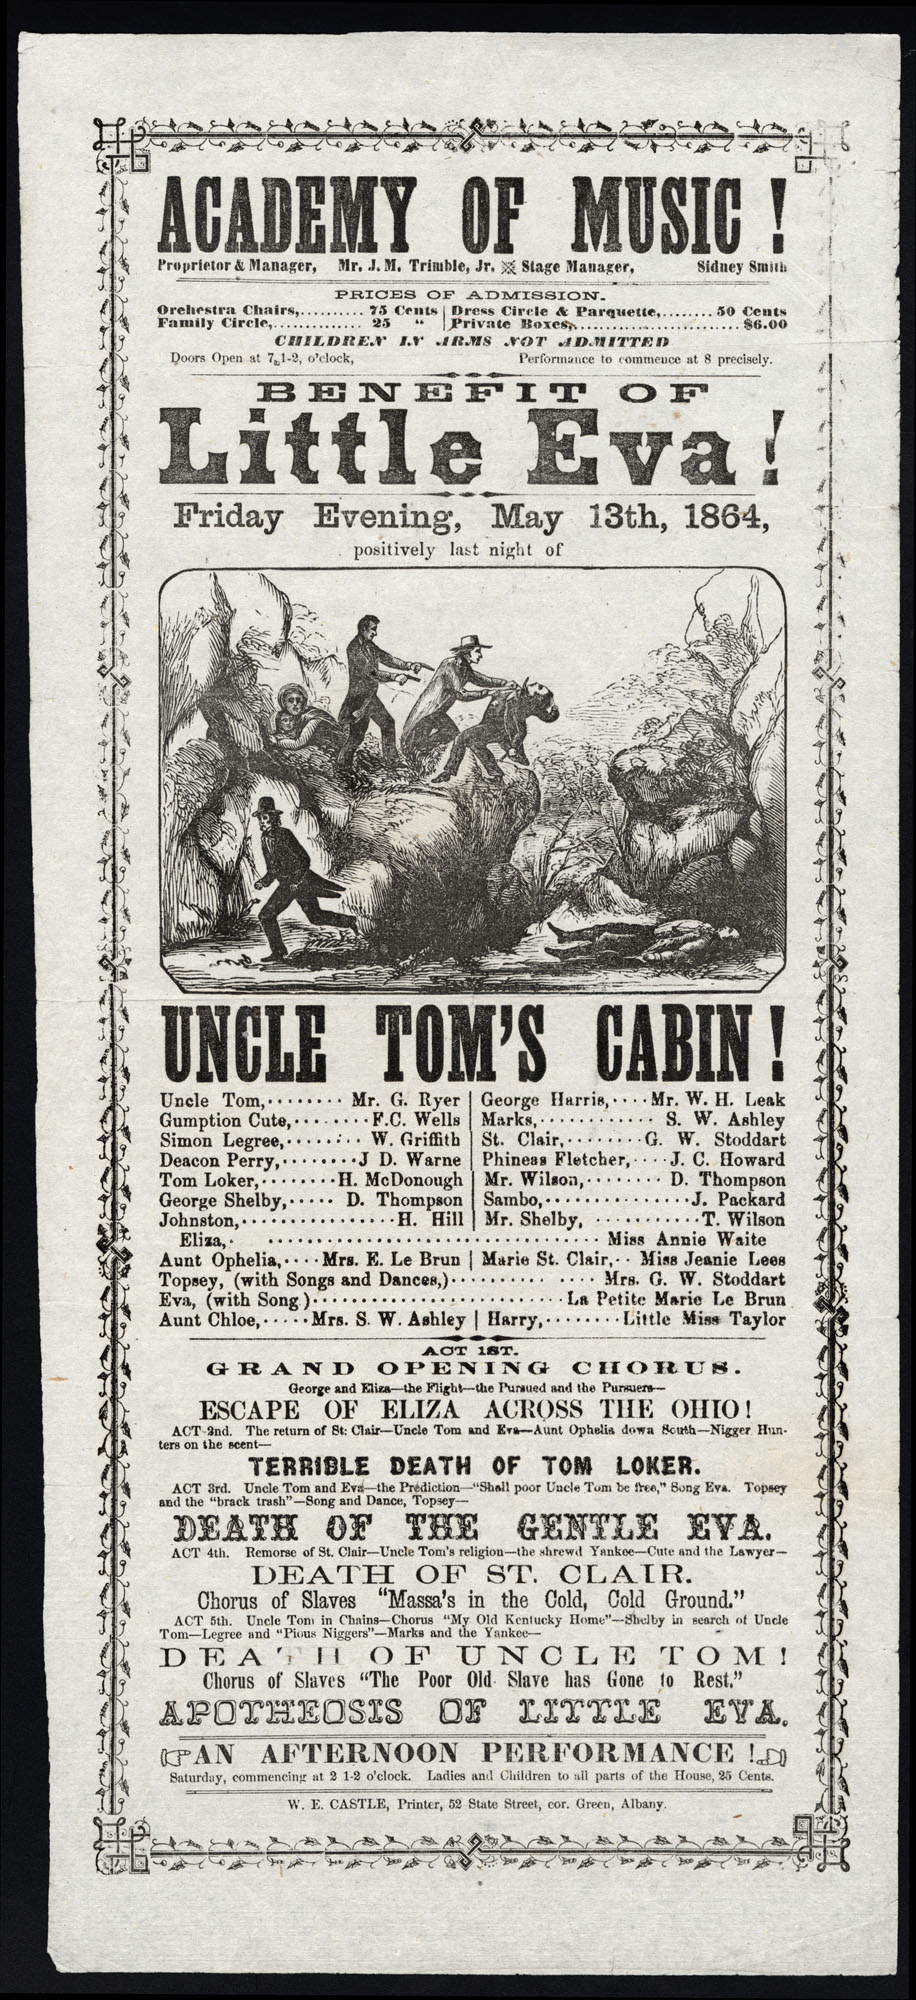 ACADEMY OF MUSIC!
Proprietor & Manager, Mr. J. M. Trimble, Jr. Stage Manager, Sidney Smith
PRICES OF ADMISSION.
Orchestra Chairs,.......... 75 Cents | Dress Circle & Parquette,........ 50 Cents
Family Circle,............. 25 " | Private Boxes,......................... $6.00
CHILDREN IN ARMS NOT ADMITTED
Doors Open at 7,1-2, o'clock, Performance to commence at 8 precisely.
BENEFIT OF
Little Eva!
Friday Evening, May 13th, 1864,
positively last night of
UNCLE TOM'S CABIN!
Uncle Tom,........ Mr. G. Ryer | George Harris,.... Mr. W. H. Leak
Gumption Cute,........ F.C. Wells | Marks,............ S. W. Ashley
Simon Legree,........ W. Griffith | St. Clair,........ G. W. Stoddart
Deacon Perry,........ J D. Warne | Phineas Fletcher,.... J. C. Howard
Tom Loker,........ H. McDonough | Mr. Wilson,........ D. Thompson
George Shelby,..... D. Thompson | Sambo,............... J. Packard
Johnston,................ H. Hill | Mr. Shelby, ........... T. Wilson
Eliza,. ................................. Miss Annie Waite
Aunt Ophelia,.... Mrs. E. Le Brun | Marie St. Clair,.. Miss Jeanie Lees
Topsey, (with Songs and Dances,).......... .... Mrs. G. W. Stoddart
Eva, (with Song)......................... La Petite Marie Le Brun
Aunt Chloe,..... Mrs. S. W. Ashley | Harry,........ Little Miss Taylor
ACT 1ST.
GRAND OPENING CHORUS.
George and Eliza—the Flight—the Pursued and the Pursuers—
ESCAPE OF ELIZA ACROSS THE OHIO!
ACT 2nd. The return of St: Clair—Uncle Tom and Eva—Aunt Ophelia down South—Nigger Hun-
ters on the scent—
TERRIBLE DEATH OF TOM LOKER.
ACT 3rd. Uncle Tom and Eva—the Prediction—"Shall poor Uncle Tom be free," Song Eva. Topsey
and the "brack trash"—Song and Dance, Topsey—
DEATH OF THE GENTLE EVA.
ACT 4th. Remorse of St. Clair—Uncle Tom's religion—the shrewd Yankee—Cute and the Lawyer—
DEATH OF ST. CLAIR.
Chorus of Slaves "Massa's in the Cold, Cold Ground."
ACT 5th. Uncle Tom in Chains—Chorus "My Old Kentucky Home"—Shelby in search of Uncle
Tom—Legree and "Pious Niggers"—Marks and the Yankee—
DEATH OF UNCLE TOM!
Chorus of Slaves "The Poor Old Slave has Gone to Rest."
APOTHEOSIS OF LITTLE EVA.
AN AFTERNOON PERFORMANCE!
Saturday, commencing at 2 1-2 o'clock. Ladies and Children to all parts of the House, 25 Cents.
W. E. CASTLE, Printer, 52 State Street, cor. Green, Albany.